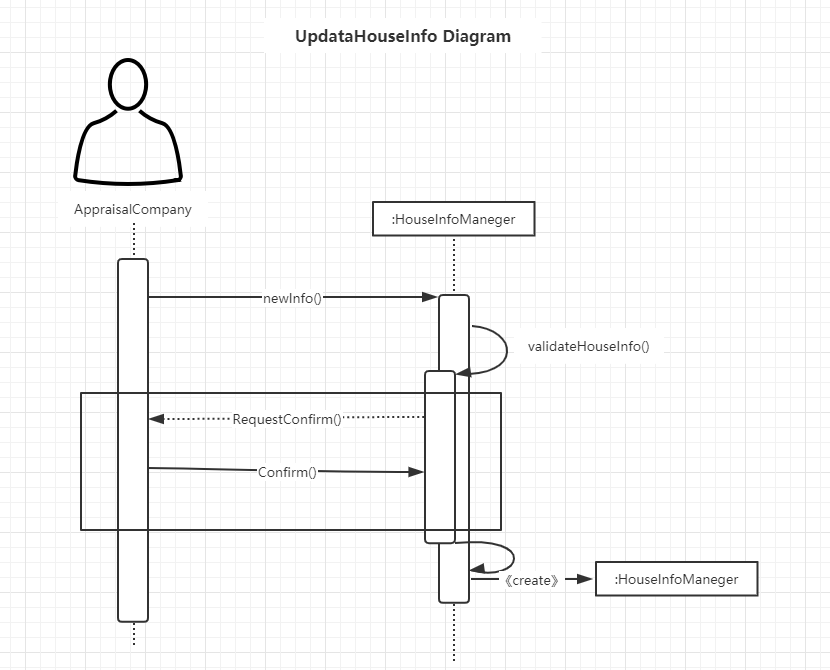 UpdataHouseInfo Diagram
AppraisalCompany
:HouseInfoManeger
newInfo()
validateHouseInfo()
RequestConfirm()
Confirm()
《create》
:HouseInfoManeger